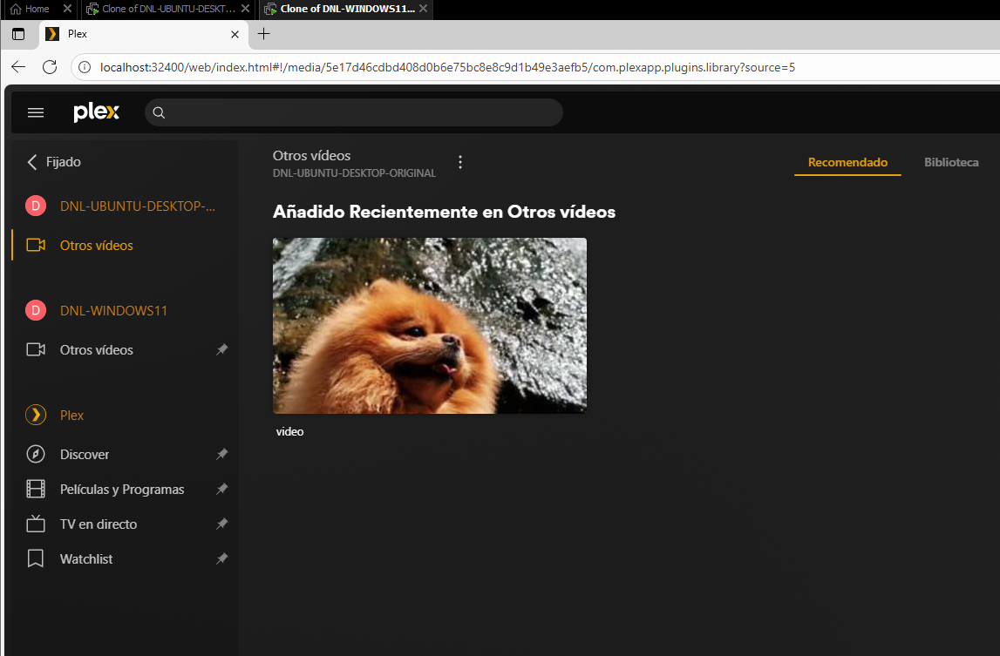 Home
Clone of DNL-UBUNTU-DESKT...
Clone of DNL-WINDOWS11...
Plex
localhost:32400/web/index.html#!/media/5e17d46cdbd408d0b6e75bc8e8c9d1b49e3aefb5/com.plexapp.plugins.library?source=5
plex
Fijado
DNL-UBUNTU-DESKTOP-...
Otros vídeos
DNL-WINDOWS11
Otros vídeos
Plex
Discover
Películas y Programas
TV en directo
Watchlist
Otros vídeos
DNL-UBUNTU-DESKTOP-ORIGINAL
Recomendado
Biblioteca
Añadido Recientemente en Otros vídeos
video
D
D